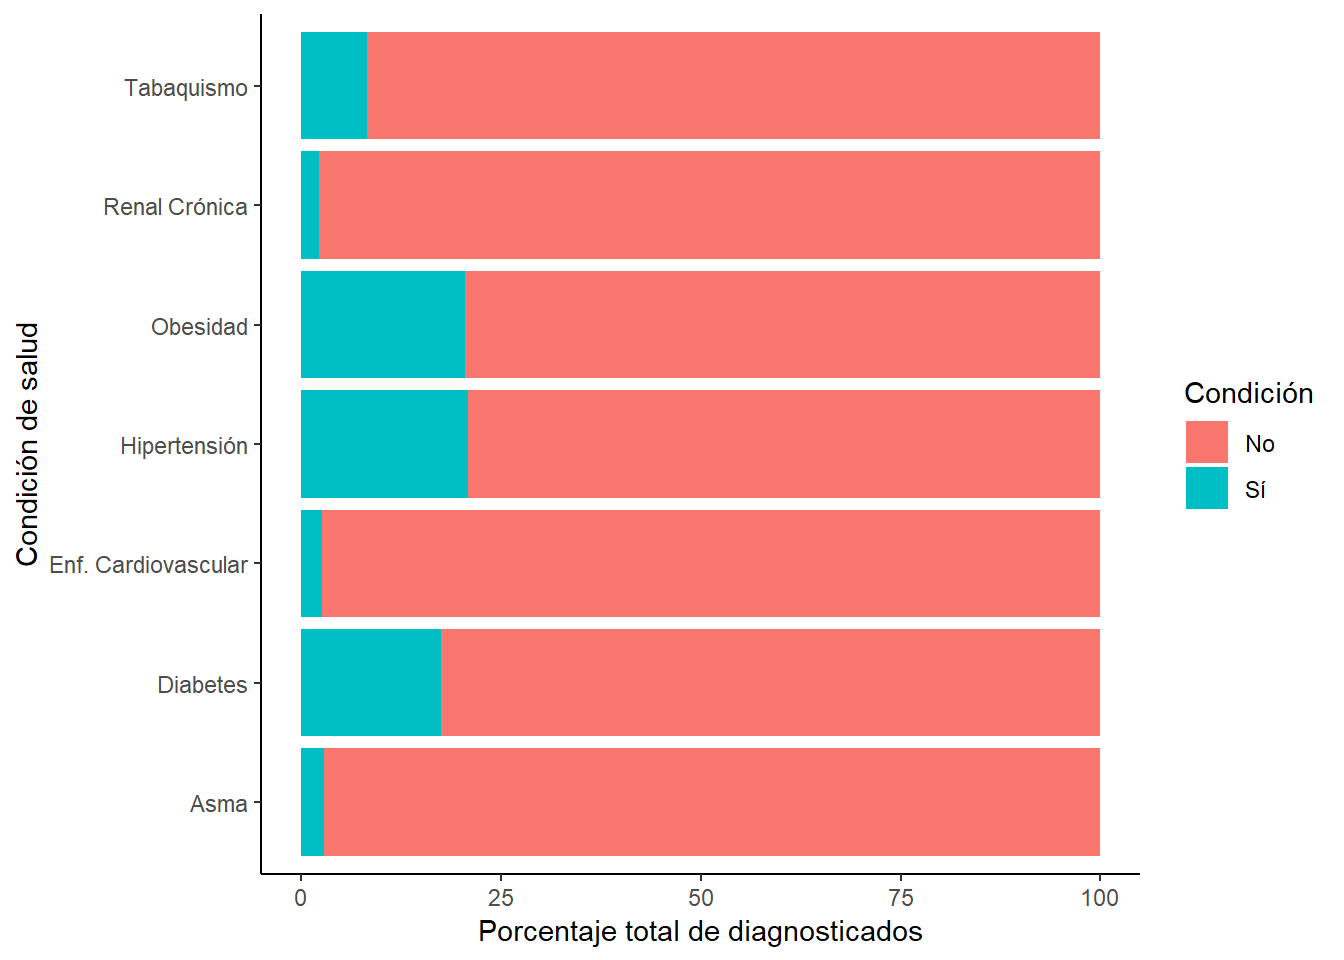 Condición de salud
Tabaquismo
Renal Crónica
Obesidad
Hipertensión
Enf. Cardiovascular
Diabetes
Asma
0 25 50 75 100
Porcentaje total de diagnosticados
Condición
No
Sí